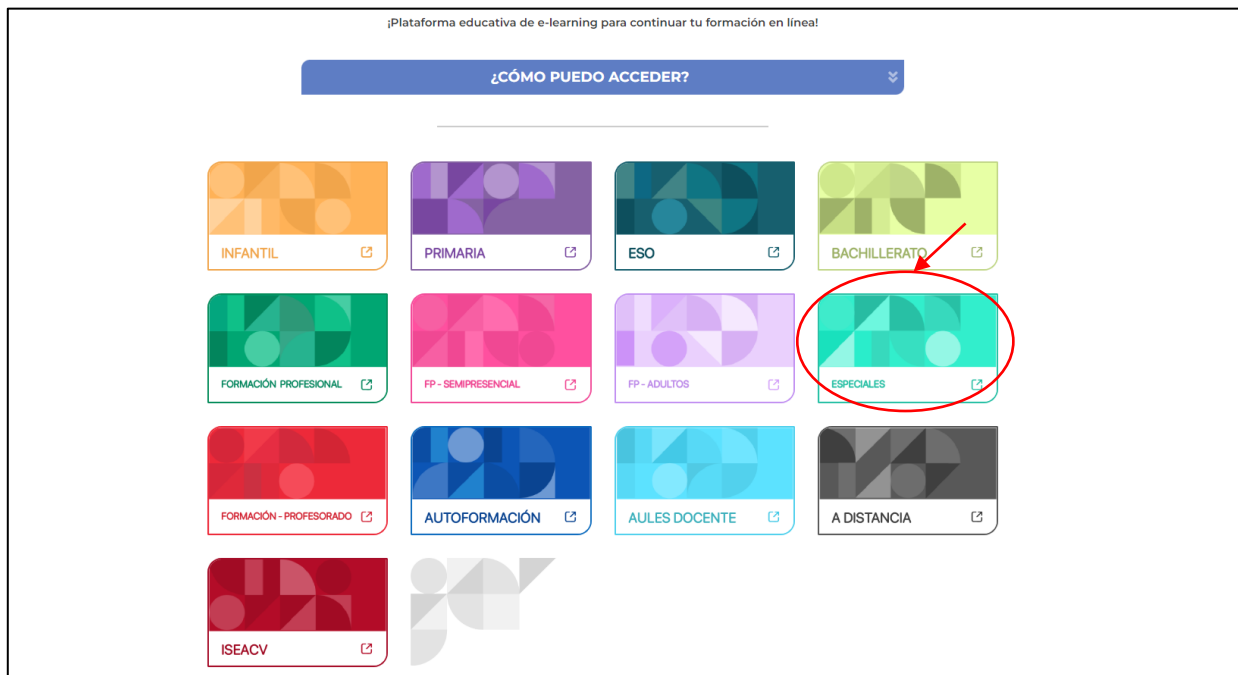 ¡Plataforma educativa de e-learning para continuar tu formación en línea!
¿CÓMO PUEDO ACCEDER?
INFANTIL
PRIMARIA
ESO
BACHILLERATO
FORMACIÓN PROFESIONAL
FP - SEMIPRESENCIAL
FP - ADULTOS
ESPECIALES
FORMACIÓN - PROFESORADO
AUTOFORMACIÓN
AULES DOCENTE
A DISTANCIA
ISEACV